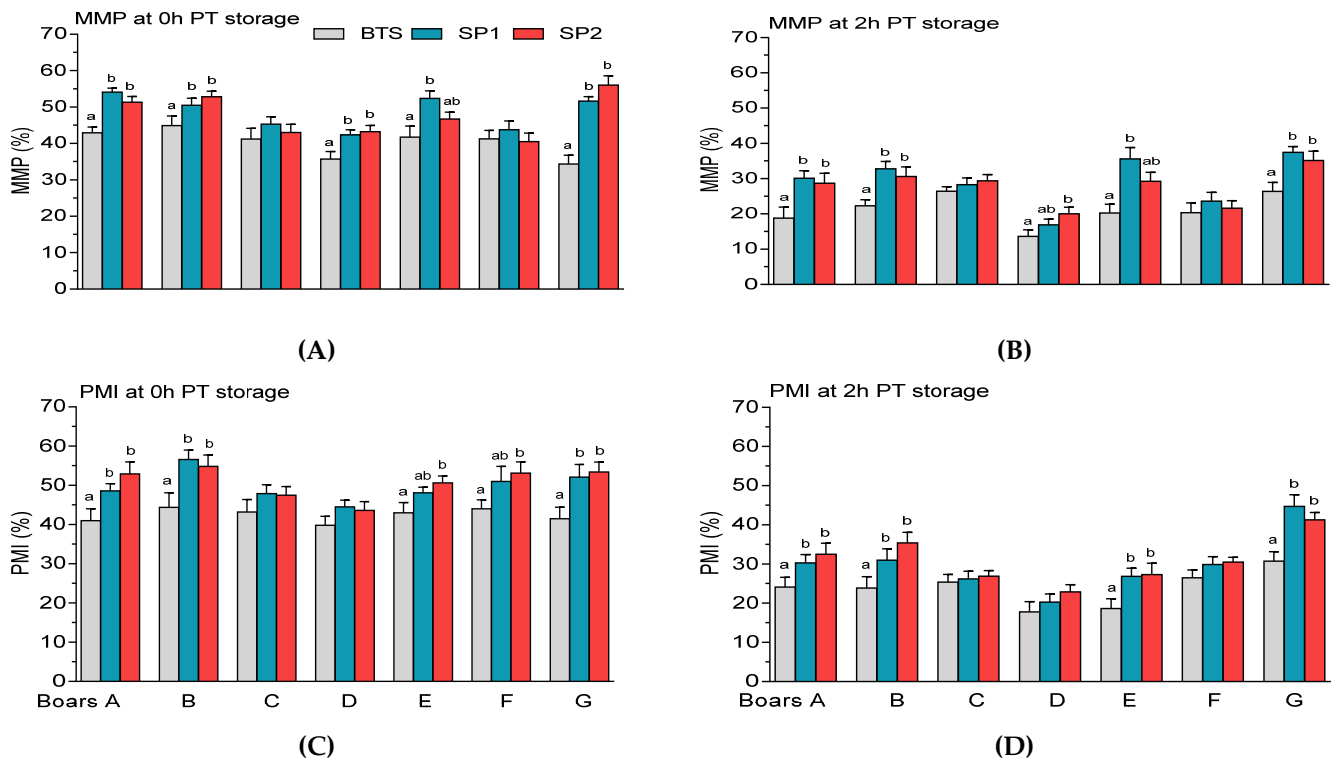 MMP at 0h PT storage
BTS SP1 SP2
MMP (%)
70
60
50
40
30
20
10
0
a b b a b b a b b a b ab a b b
(A)
MMP at 2h PT storage
MMP (%)
70
60
50
40
30
20
10
0
a b b a b b a ab b a b ab a b b
(B)
PMI at 0h PT storage
PMI (%)
70
60
50
40
30
20
10
0
a b b a b b a ab b a ab b a b b
Boars A B C D E F G
(C)
PMI at 2h PT storage
PMI (%)
70
60
50
40
30
20
10
0
a b b a b b a b b a b b
Boars A B C D E F G
(D)